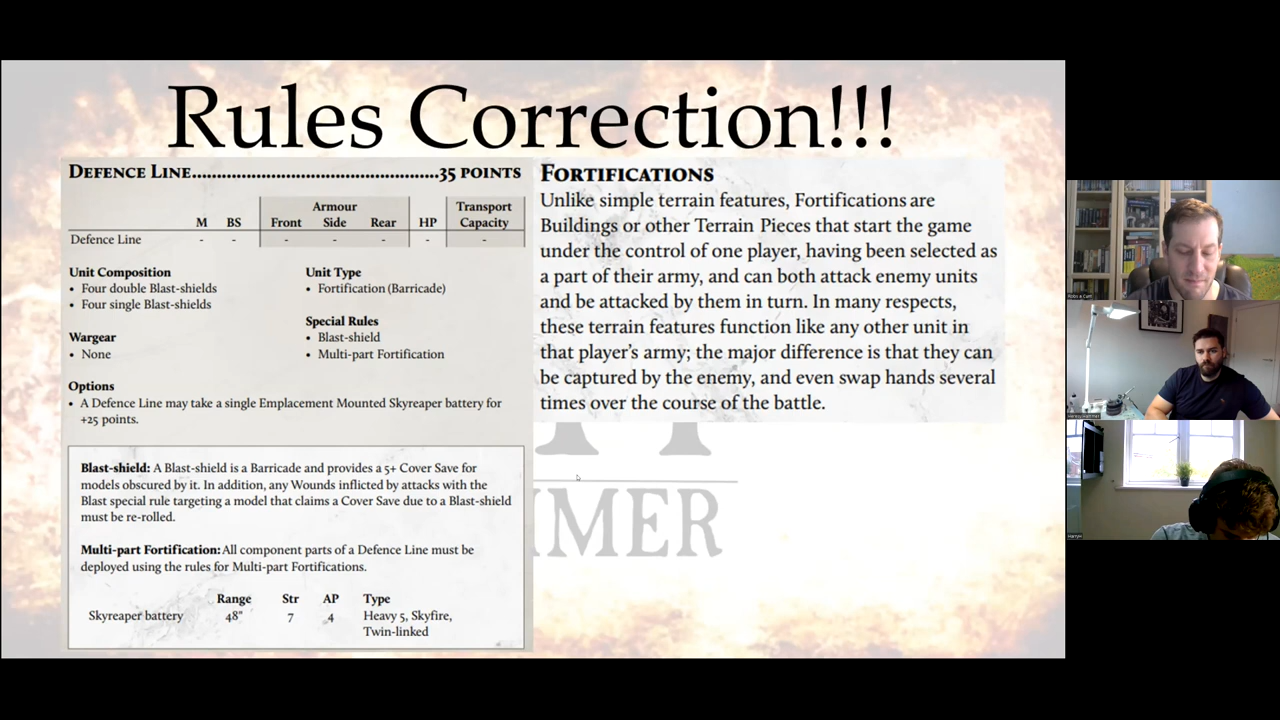 Rules Correction!!!
DEFENCE LINE.................................................35 POINTS
Armour
Transport
M BS Front Side Rear HP Capacity
Defence Line - - - - - - -
Unit Composition
• Four double Blast-shields
• Four single Blast-shields
Wargear
• None
Unit Type
• Fortification (Barricade)
Special Rules
• Blast-shield
• Multi-part Fortification
Options
• A Defence Line may take a single Emplacement Mounted Skyreaper battery for
+25 points.
Blast-shield: A Blast-shield is a Barricade and provides a 5+ Cover Save for
models obscured by it. In addition, any Wounds inflicted by attacks with the
Blast special rule targeting a model that claims a Cover Save due to a Blast-shield
must be re-rolled.
Multi-part Fortification: All component parts of a Defence Line must be
deployed using the rules for Multi-part Fortifications.
Range Str AP Type
Skyreaper battery 48" 7 4 Heavy 5, Skyfire,
Twin-linked
FORTIFICATIONS
Unlike simple terrain features, Fortifications are
Buildings or other Terrain Pieces that start the game
under the control of one player, having been selected as
a part of their army, and can both attack enemy units
and be attacked by them in turn. In many respects,
these terrain features function like any other unit in
that player's army; the major difference is that they can
be captured by the enemy, and even swap hands several
times over the course of the battle.
MMER